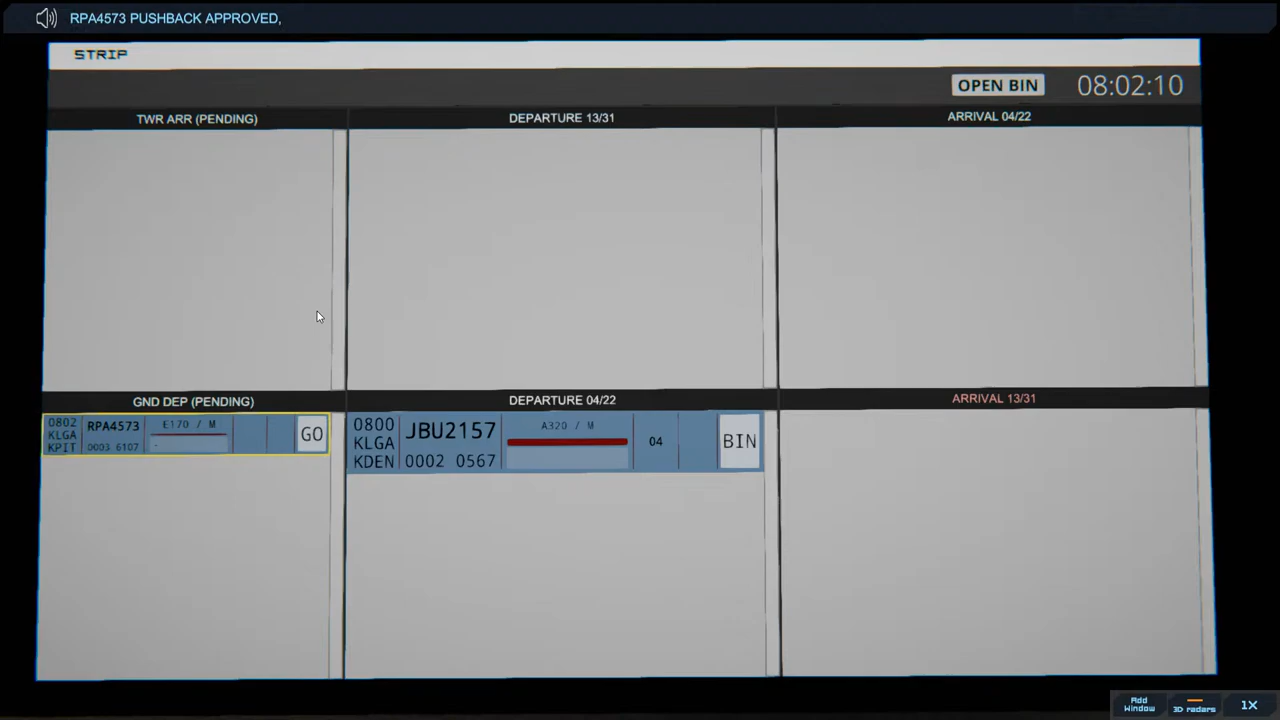 RPA4573 PUSHBACK APPROVED,
STRIP
OPEN BIN
08:02:10
TWR ARR (PENDING)
DEPARTURE 13/31
ARRIVAL 04/22
GND DEP (PENDING)
DEPARTURE 04/22
ARRIVAL 13/31
0802
KLGA
KPIT
RPA4573
0003 6107
E170 / M
-
GO
0800
KLGA
KDEN
JBU2157
0002 0567
A320 / M
04
BIN
Add Window
3D radars
1X